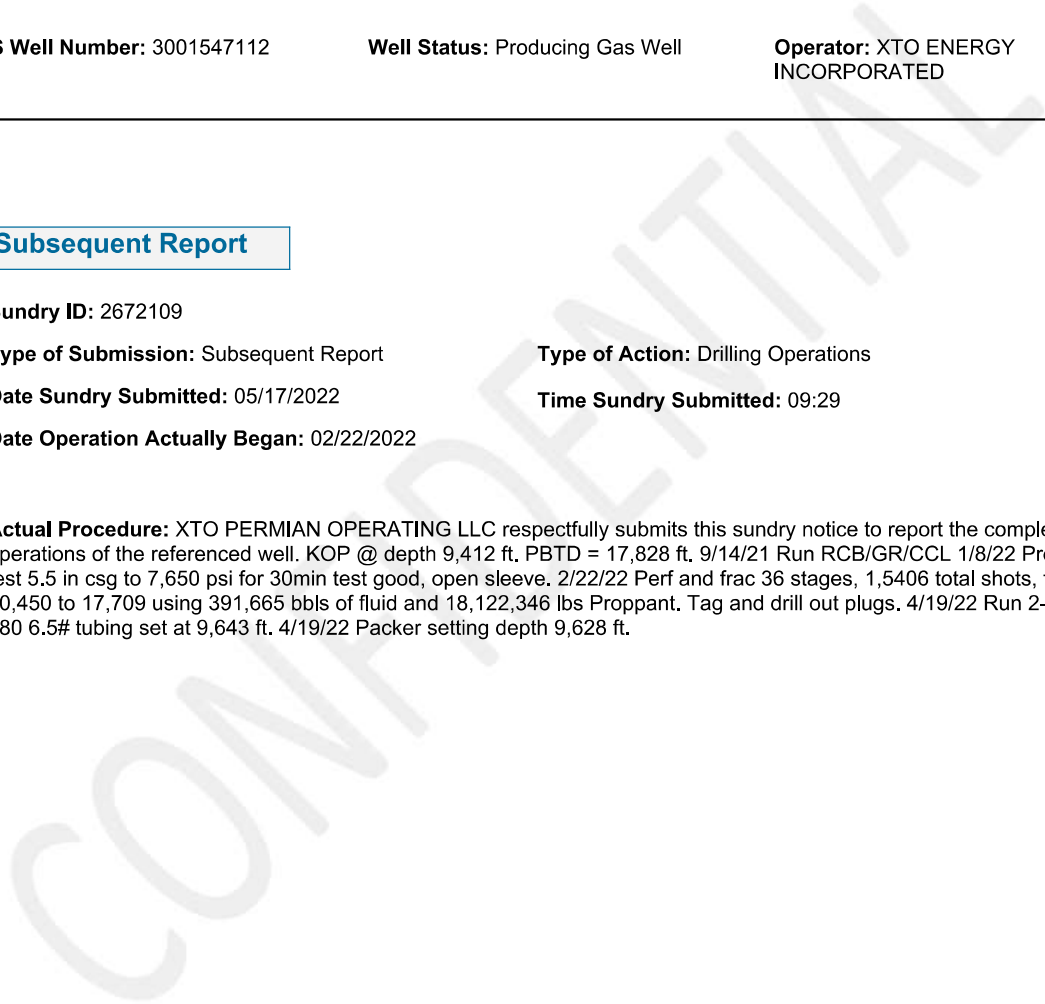 S Well Number: 3001547112 Well Status: Producing Gas Well Operator: XTO ENERGY
INCORPORATED
Subsequent Report
Sundry ID: 2672109
ype of Submission: Subsequent Report Type of Action: Drilling Operations
Date Sundry Submitted: 05/17/2022 Time Sundry Submitted: 09:29
Date Operation Actually Began: 02/22/2022
Actual Procedure: XTO PERMIAN OPERATING LLC respectfully submits this sundry notice to report the comple
perations of the referenced well. KOP @ depth 9,412 ft. PBTD = 17,828 ft. 9/14/21 Run RCB/GR/CCL 1/8/22 Pre
est 5.5 in csg to 7,650 psi for 30min test good, open sleeve. 2/22/22 Perf and frac 36 stages, 1,5406 total shots,
0,450 to 17,709 using 391,665 bbls of fluid and 18,122,346 lbs Proppant. Tag and drill out plugs. 4/19/22 Run 2-
80 6.5# tubing set at 9,643 ft. 4/19/22 Packer setting depth 9,628 ft.
CONFIDENTIAL